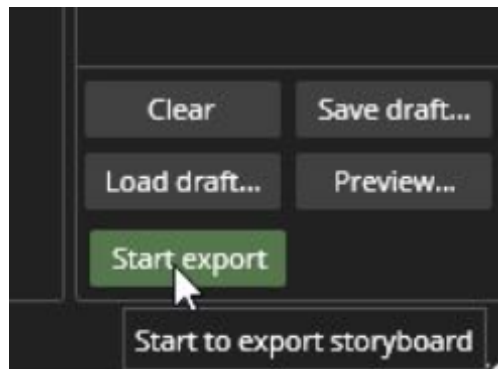 Clear
Save draft...
Load draft...
Preview...
Start export
Start to export storyboard